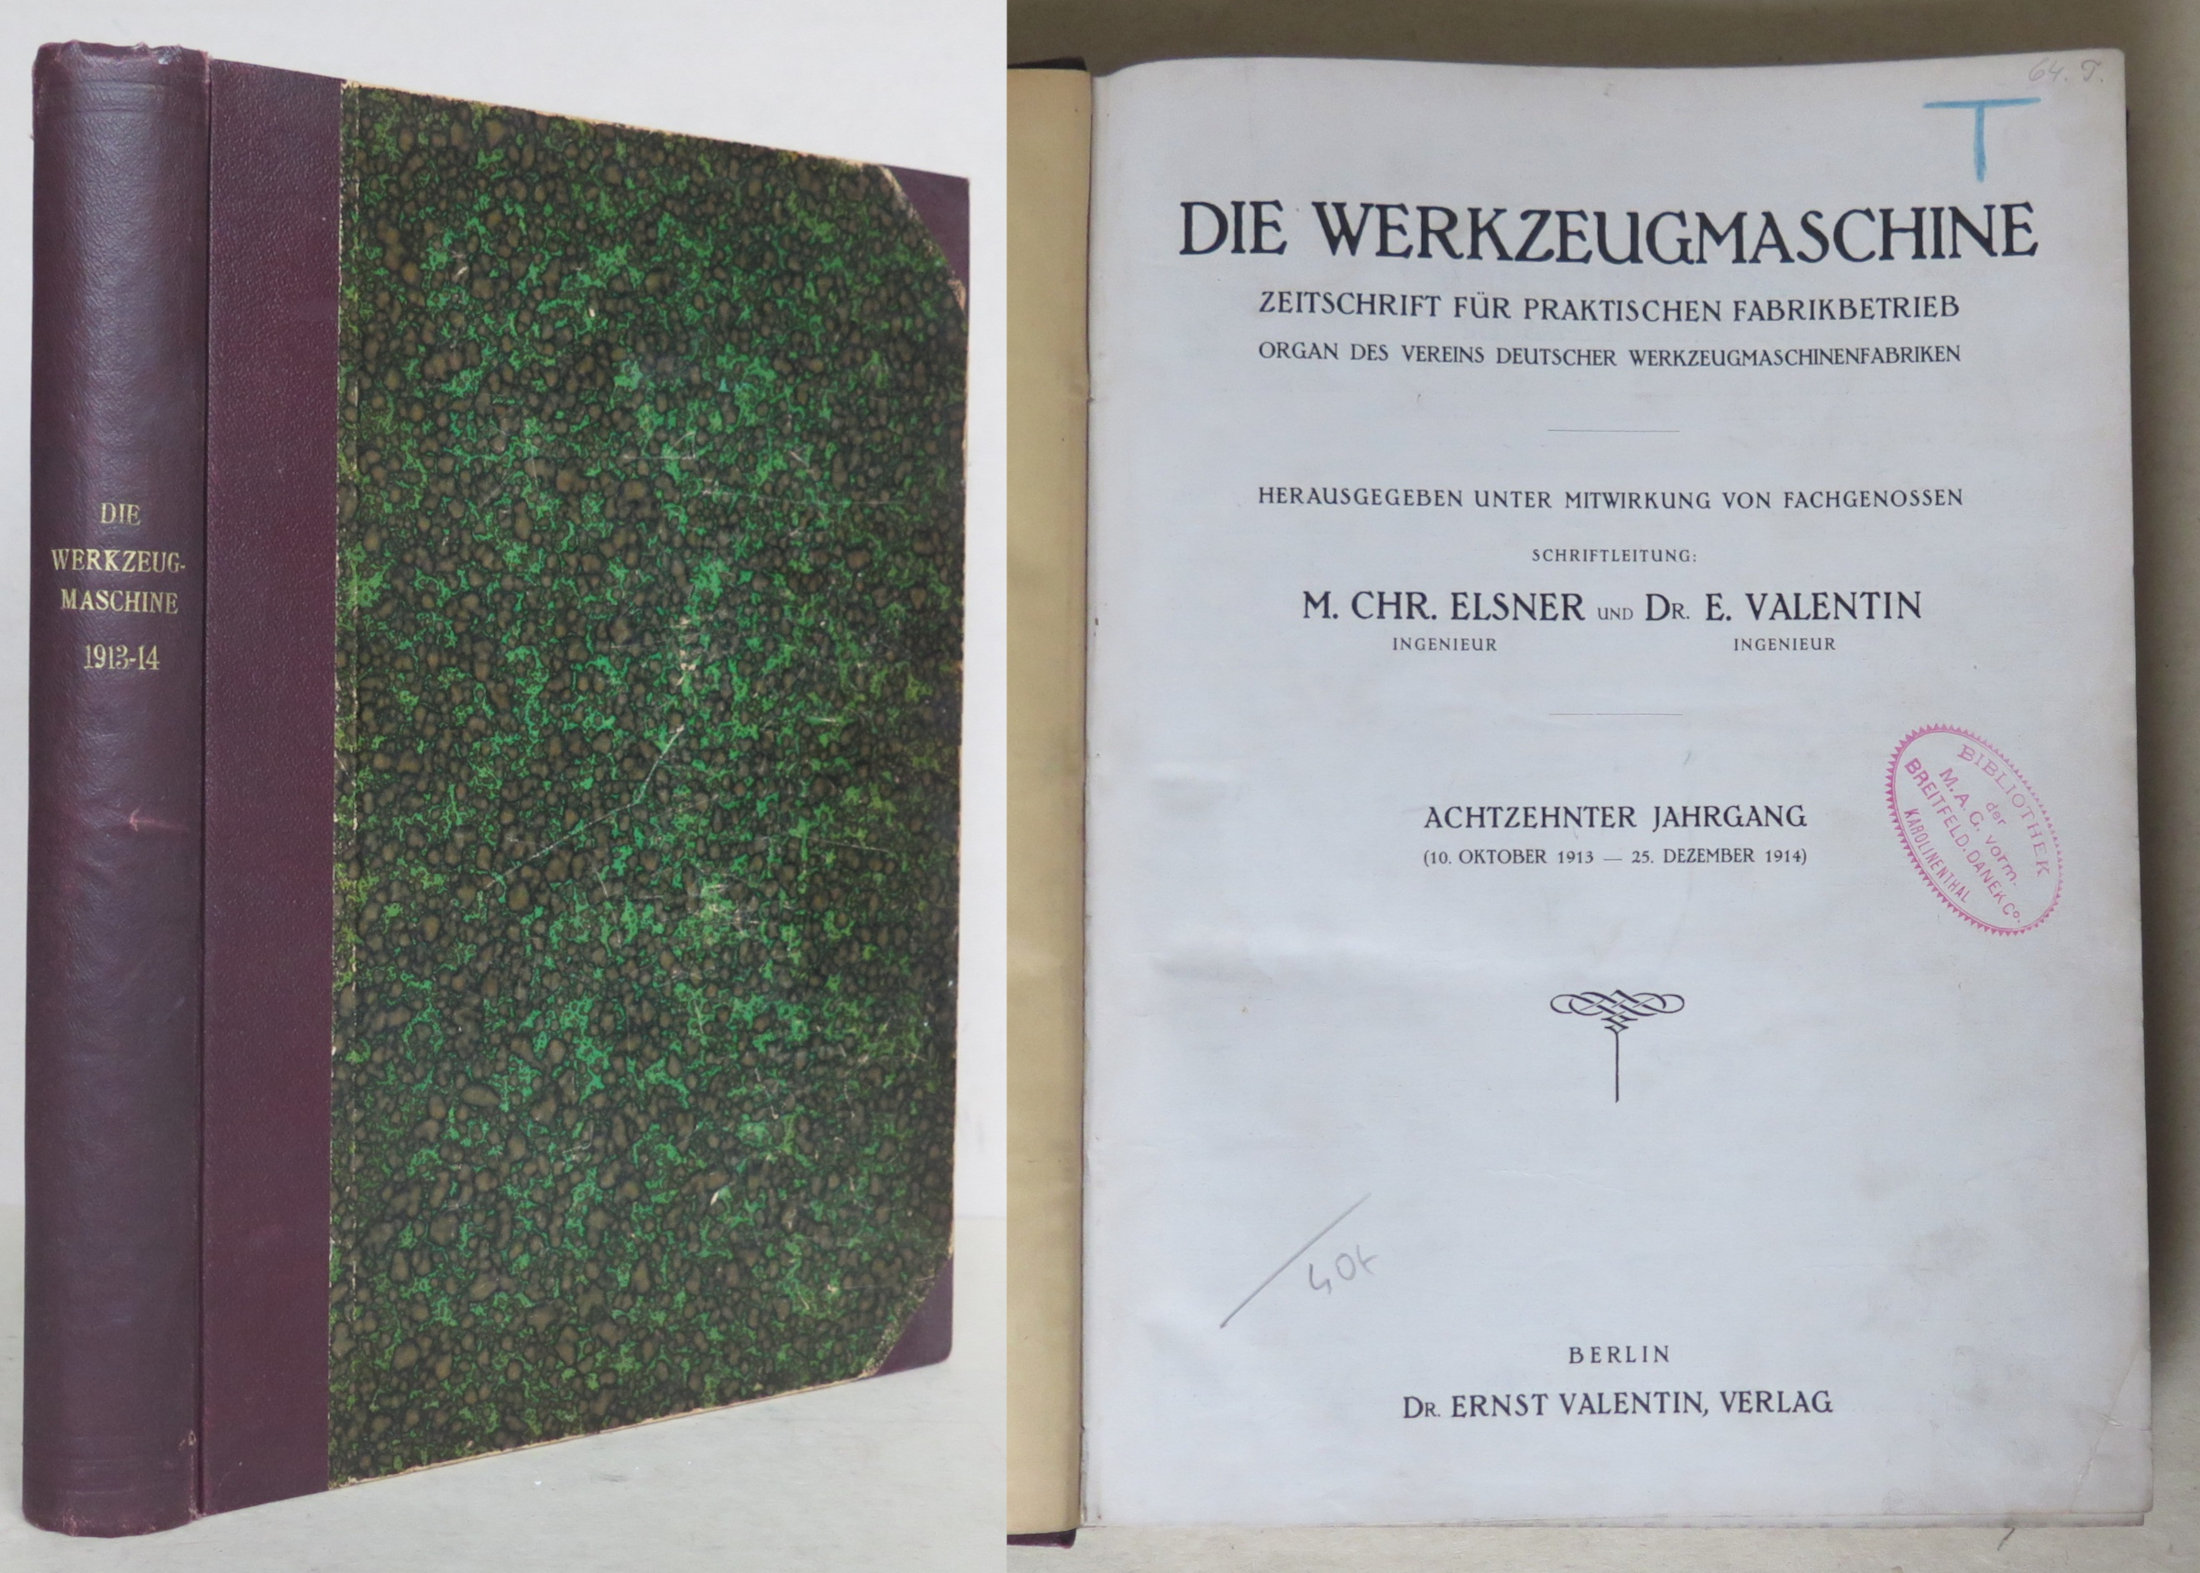 DIE
WERKZEUG-
MASCHINE
1913-14
64. T.
T
DIE WERKZEUGMASCHINE
ZEITSCHRIFT FÜR PRAKTISCHEN FABRIKBETRIEB
ORGAN DES VEREINS DEUTSCHER WERKZEUGMASCHINENFABRIKEN
HERAUSGEGEBEN UNTER MITWIRKUNG VON FACHGENOSSEN
SCHRIFTLEITUNG:
M. CHR. ELSNER UND DR. E. VALENTIN
INGENIEUR INGENIEUR
ACHTZEHNTER JAHRGANG
(10. OKTOBER 1913 — 25. DEZEMBER 1914)
BIBLIOTHEK
der
M. A. G. vorm.
BREITFELD, DANEK Co.
KAROLINENTHAL
BERLIN
DR. ERNST VALENTIN, VERLAG